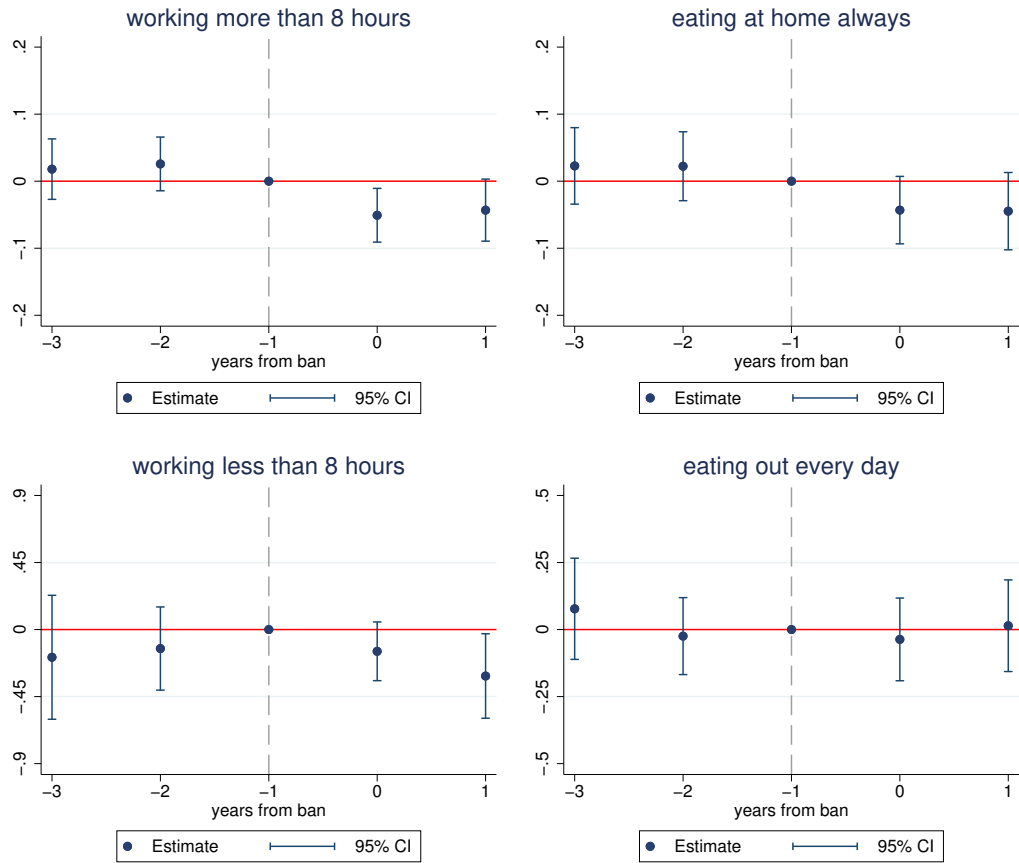 working more than 8 hours
.2
.1
0
-.1
-.2
−3 −2 −1 0 1
years from ban
Estimate 95% CI
eating at home always
.2
.1
0
-.1
-.2
−3 −2 −1 0 1
years from ban
Estimate 95% CI
working less than 8 hours
.9
.45
0
-.45
-.9
−3 −2 −1 0 1
years from ban
Estimate 95% CI
eating out every day
.5
.25
0
-.25
-.5
−3 −2 −1 0 1
years from ban
Estimate 95% CI